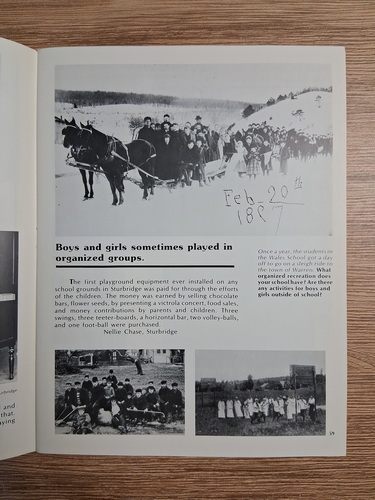 Feb. 20th
1897
Boys and girls sometimes played in
organized groups.
The first playground equipment ever installed on any
school grounds in Sturbridge was paid for through the efforts
of the children. The money was earned by selling chocolate
bars, flower seeds, by presenting a victrola concert, food sales,
and money contributions by parents and children. Three
swings, three teeter-boards, a horizontal bar, two volley-balls,
and one foot-ball were purchased.
Nellie Chase, Sturbridge
Once a year, the students in
the Wales School got a day
off to go on a sleigh ride to
the town of Warren. What
organized recreation does
your school have? Are there
any activities for boys and
girls outside of school?
59
and
that.